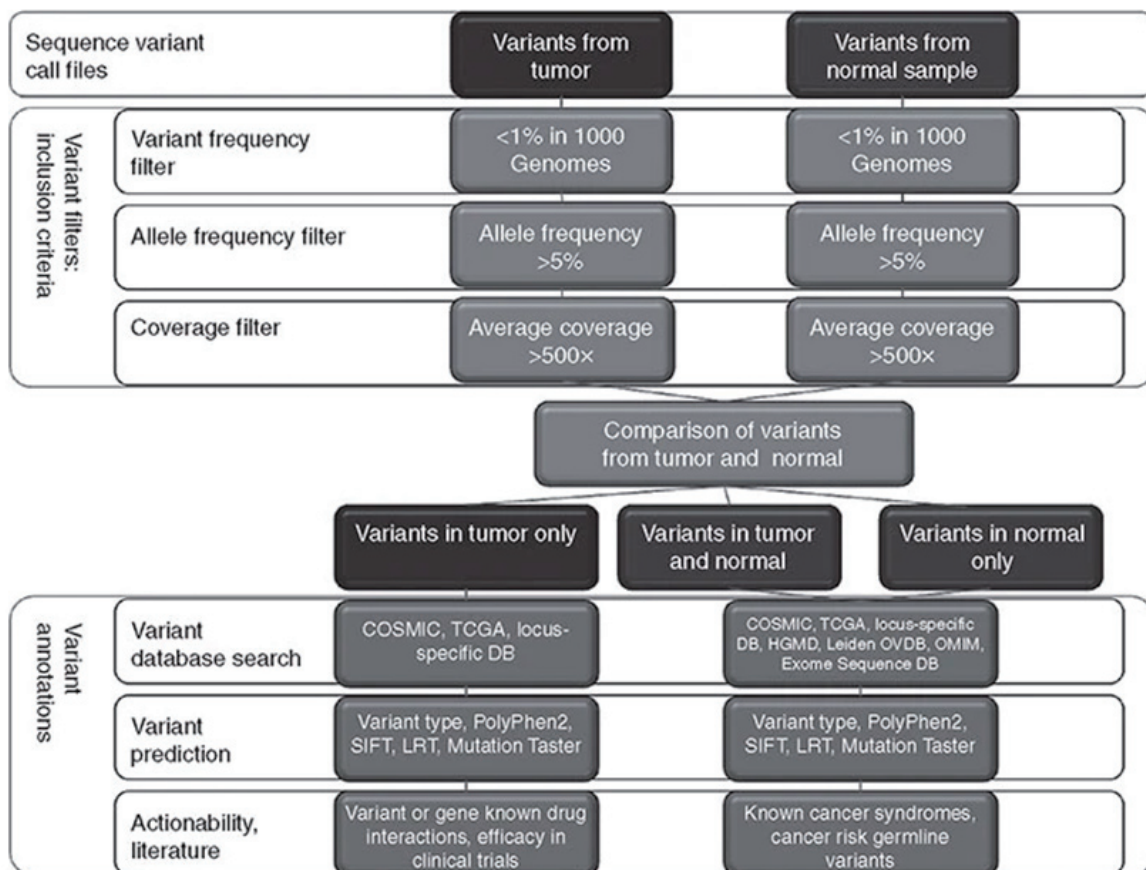 Sequence variant
call files
Variants from
tumor
Variants from
normal sample
Variant filters:
inclusion criteria
Variant frequency
filter
<1% in 1000
Genomes
<1% in 1000
Genomes
Allele frequency filter
Allele frequency
>5%
Allele frequency
>5%
Coverage filter
Average coverage
>500×
Average coverage
>500×
Comparison of variants
from tumor and normal
Variants in tumor only
Variants in tumor
and normal
Variants in normal
only
Variant
annotations
Variant
database search
COSMIC, TCGA, locus-
specific DB
COSMIC, TCGA, locus-specific
DB, HGMD, Leiden OVDB, OMIM,
Exome Sequence DB
Variant
prediction
Variant type, PolyPhen2,
SIFT, LRT, Mutation Taster
Variant type, PolyPhen2,
SIFT, LRT, Mutation Taster
Actionability,
literature
Variant or gene known drug
interactions, efficacy in
clinical trials
Known cancer syndromes,
cancer risk germline
variants